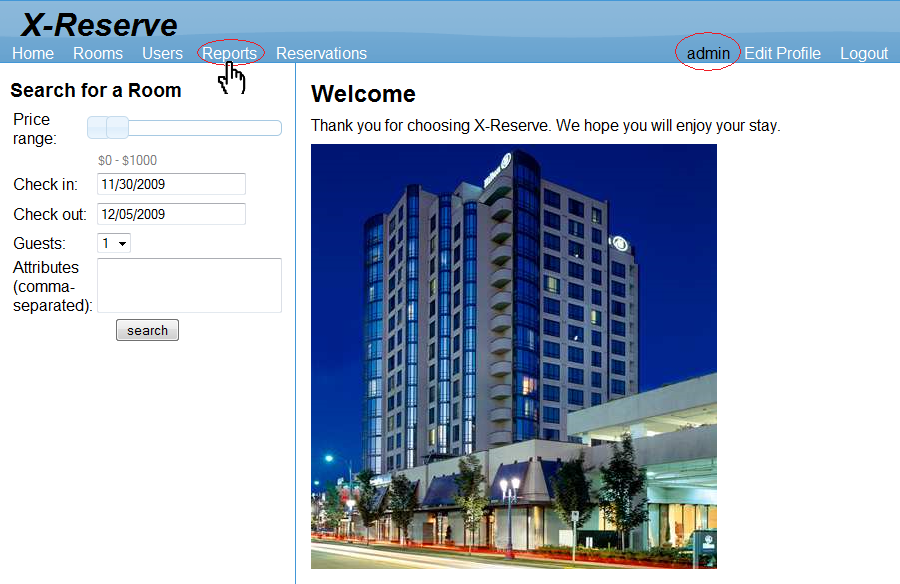 X-Reserve
Home Rooms Users Reports Reservations admin Edit Profile Logout
Search for a Room
Price range:
$0 - $1000
Check in: 11/30/2009
Check out: 12/05/2009
Guests: 1
Attributes
(comma-
separated):
search
Welcome
Thank you for choosing X-Reserve. We hope you will enjoy your stay.
Hilton